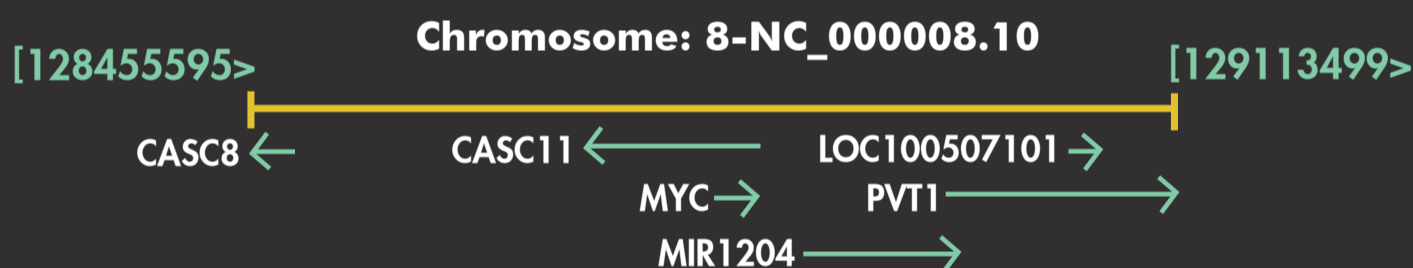 Chromosome: 8-NC_000008.10
[128455595>
[129113499>
CASC8
CASC11
LOC100507101
MYC
PVT1
MIR1204